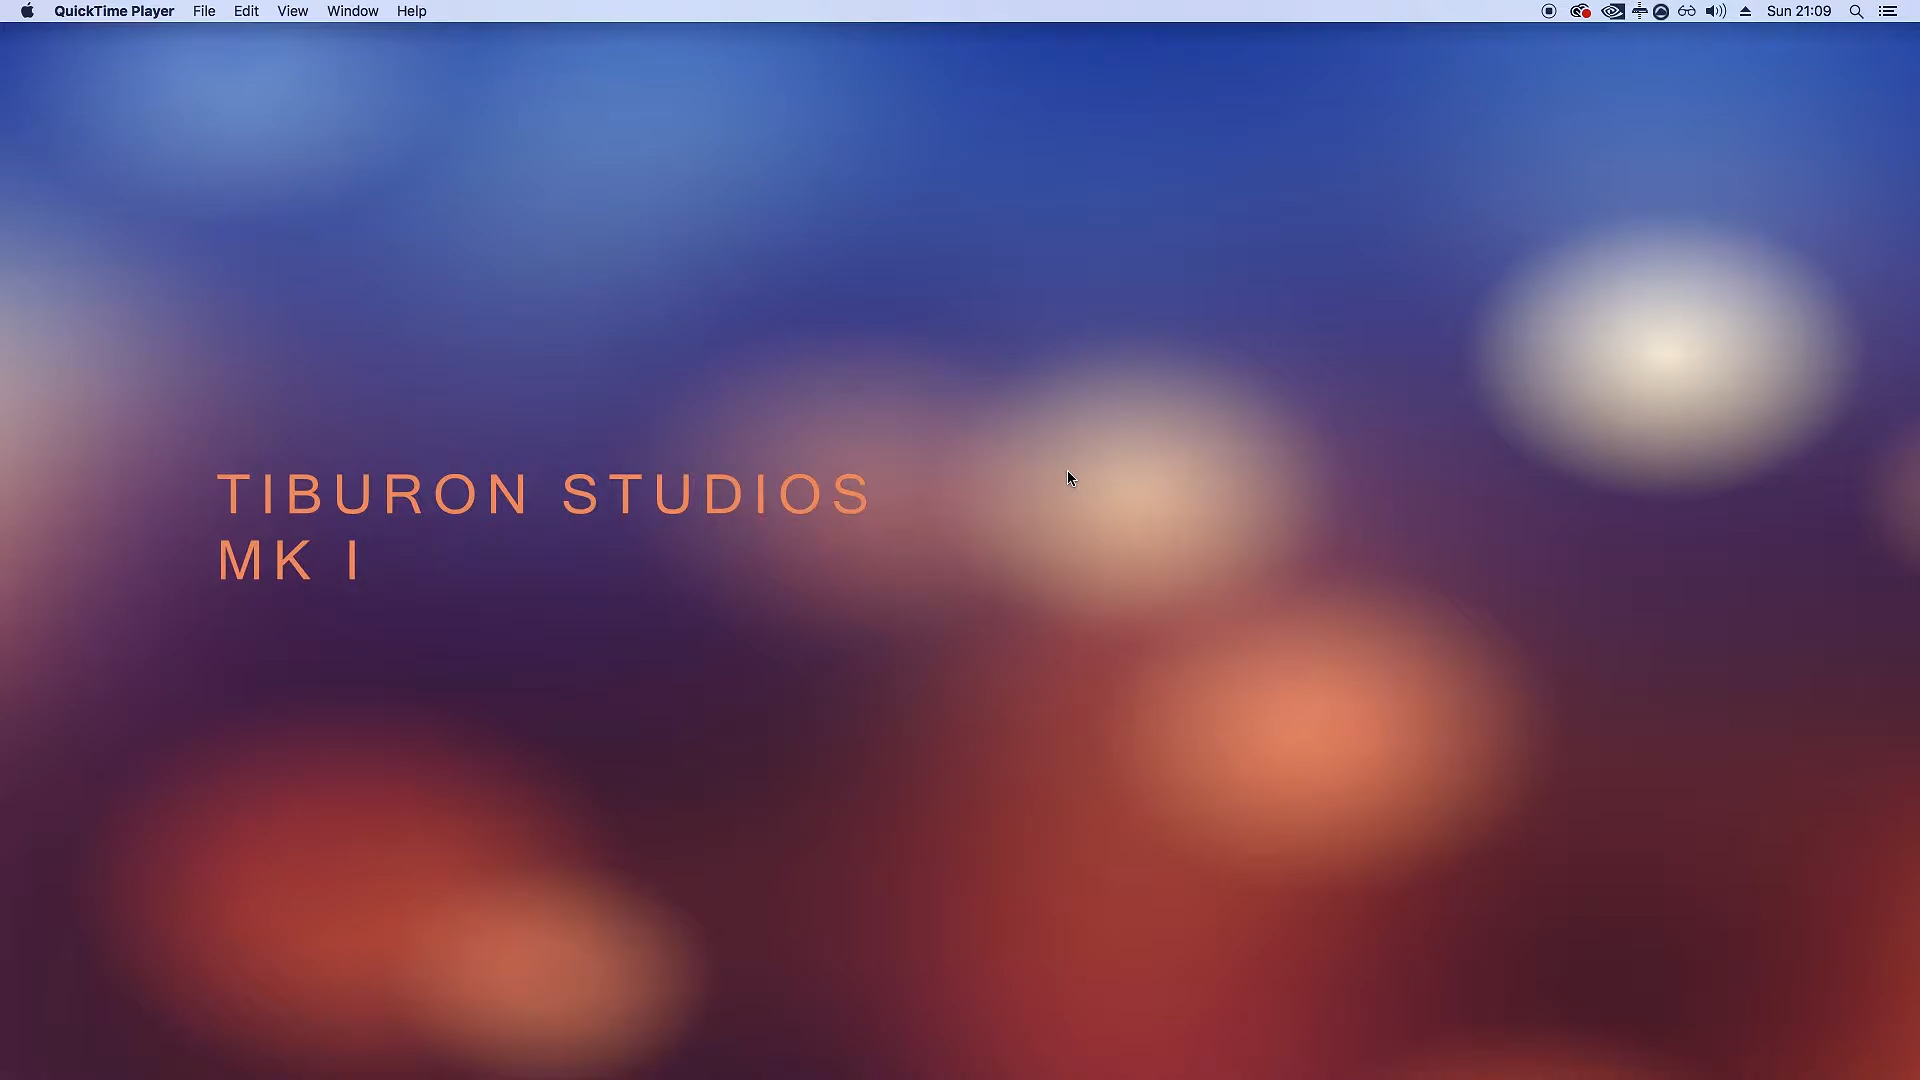 QuickTime Player File Edit View Window Help Sun 21:09
TIBURON STUDIOS
MK I